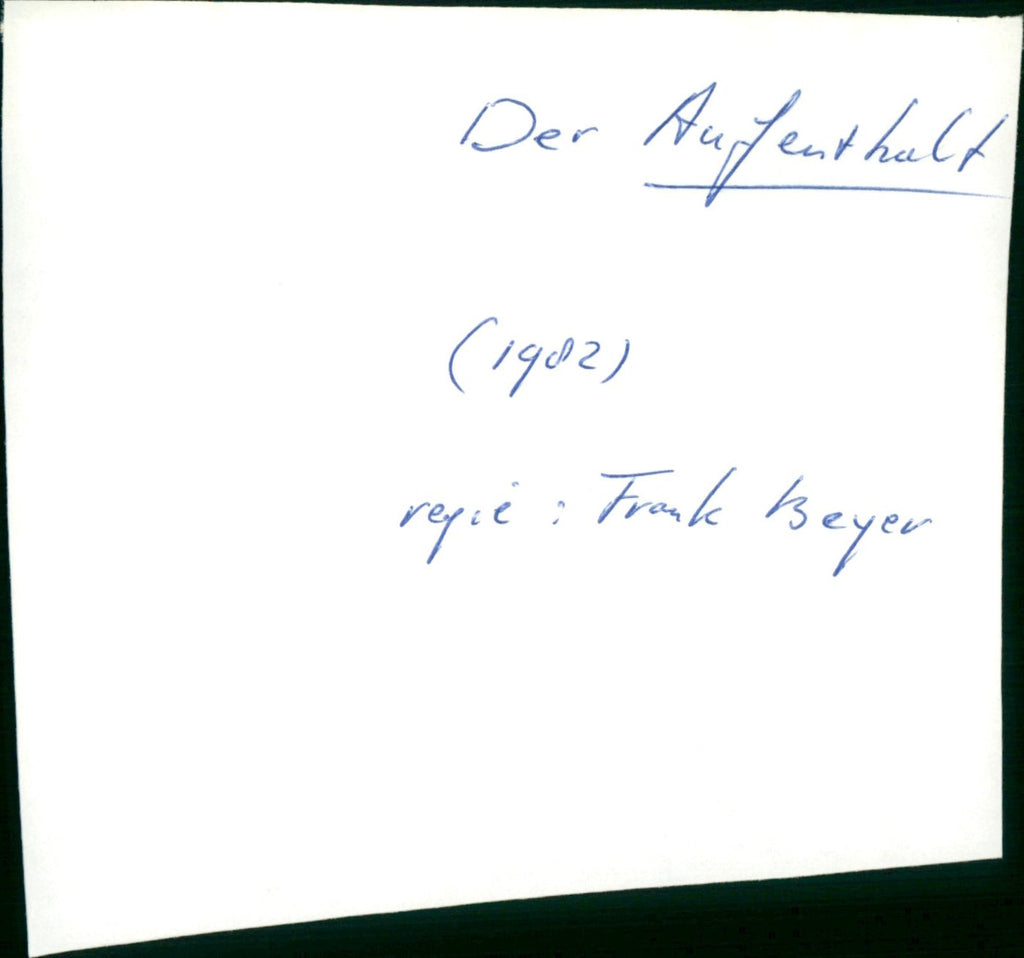 Der Aufenthalt
(1982)
regie : Frank Beyer